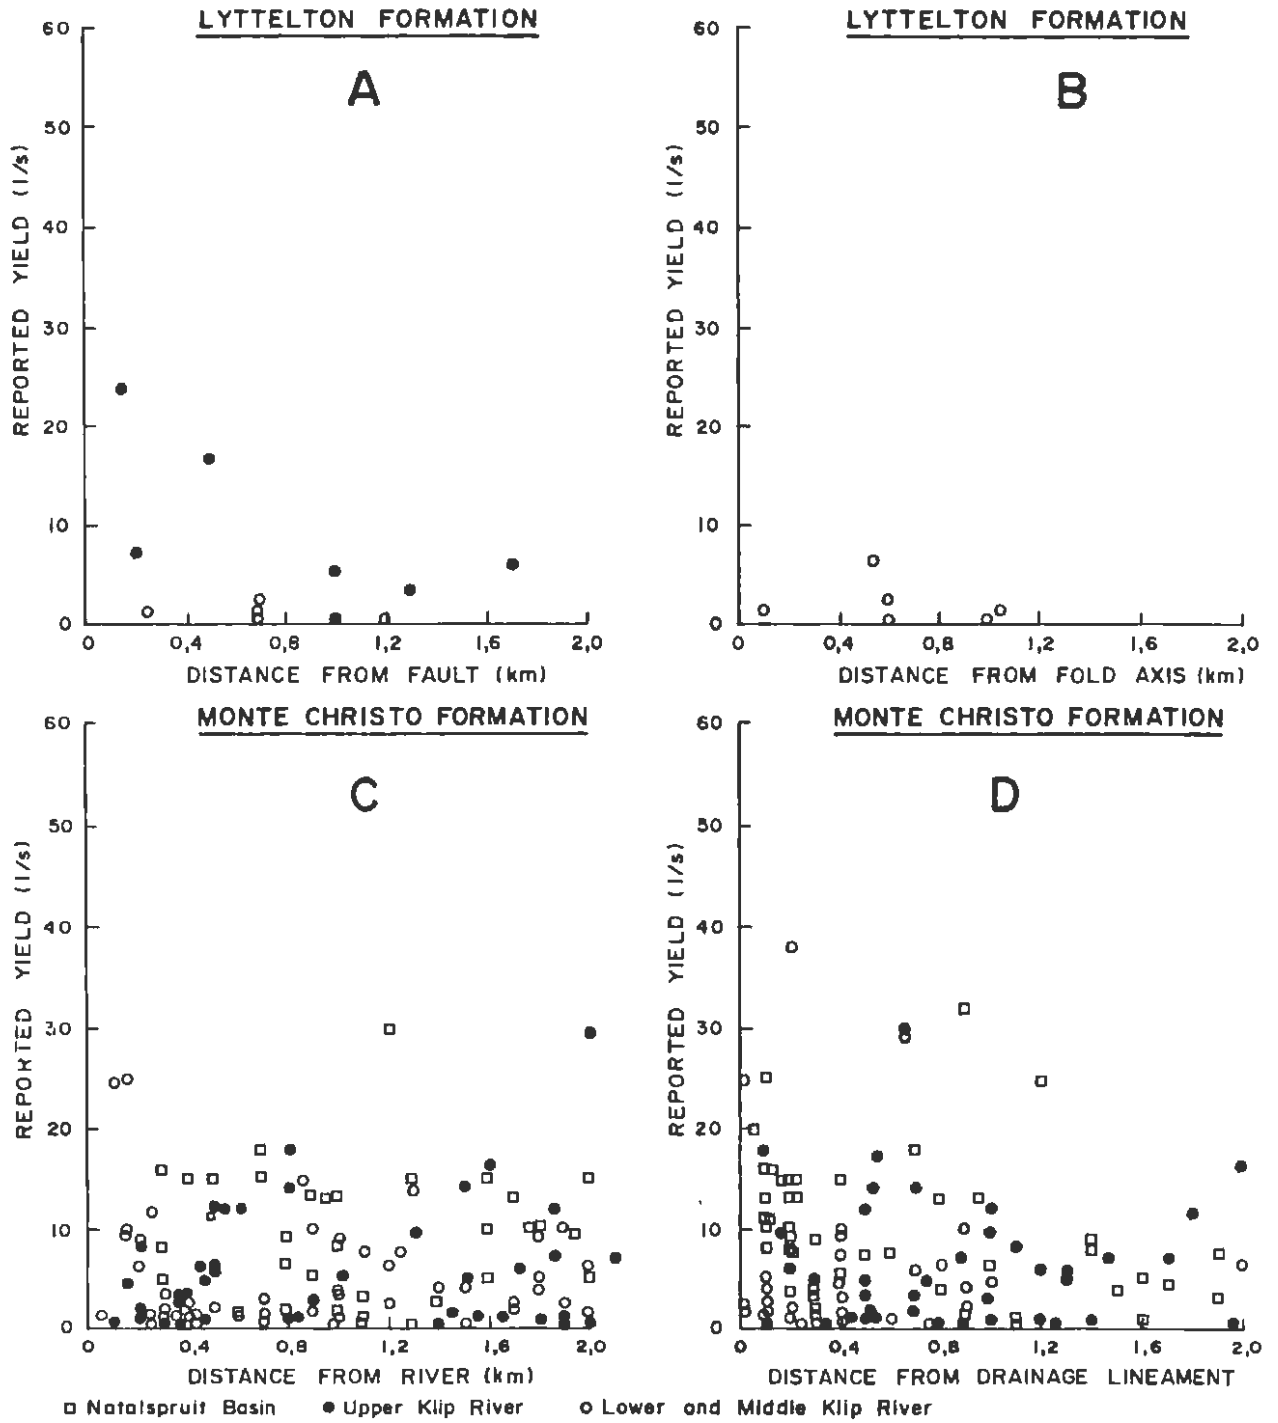 LYTTELTON FORMATION
A
60
50
40
30
20
10
0
REPORTED YIELD (l/s)
0 0,4 0,8 1,2 1,6 2,0
DISTANCE FROM FAULT (km)
LYTTELTON FORMATION
B
60
50
40
30
20
10
0
REPORTED YIELD (l/s)
0 0,4 0,8 1,2 1,6 2,0
DISTANCE FROM FOLD AXIS (km)
MONTE CHRISTO FORMATION
C
60
50
40
30
20
10
0
REPORTED YIELD (l/s)
0 0,4 0,8 1,2 1,6 2,0
DISTANCE FROM RIVER (km)
MONTE CHRISTO FORMATION
D
60
50
40
30
20
10
0
REPORTED YIELD (l/s)
0 0,4 0,8 1,2 1,6 2,0
DISTANCE FROM DRAINAGE LINEAMENT
Natalspruit Basin Upper Klip River Lower and Middle Klip River